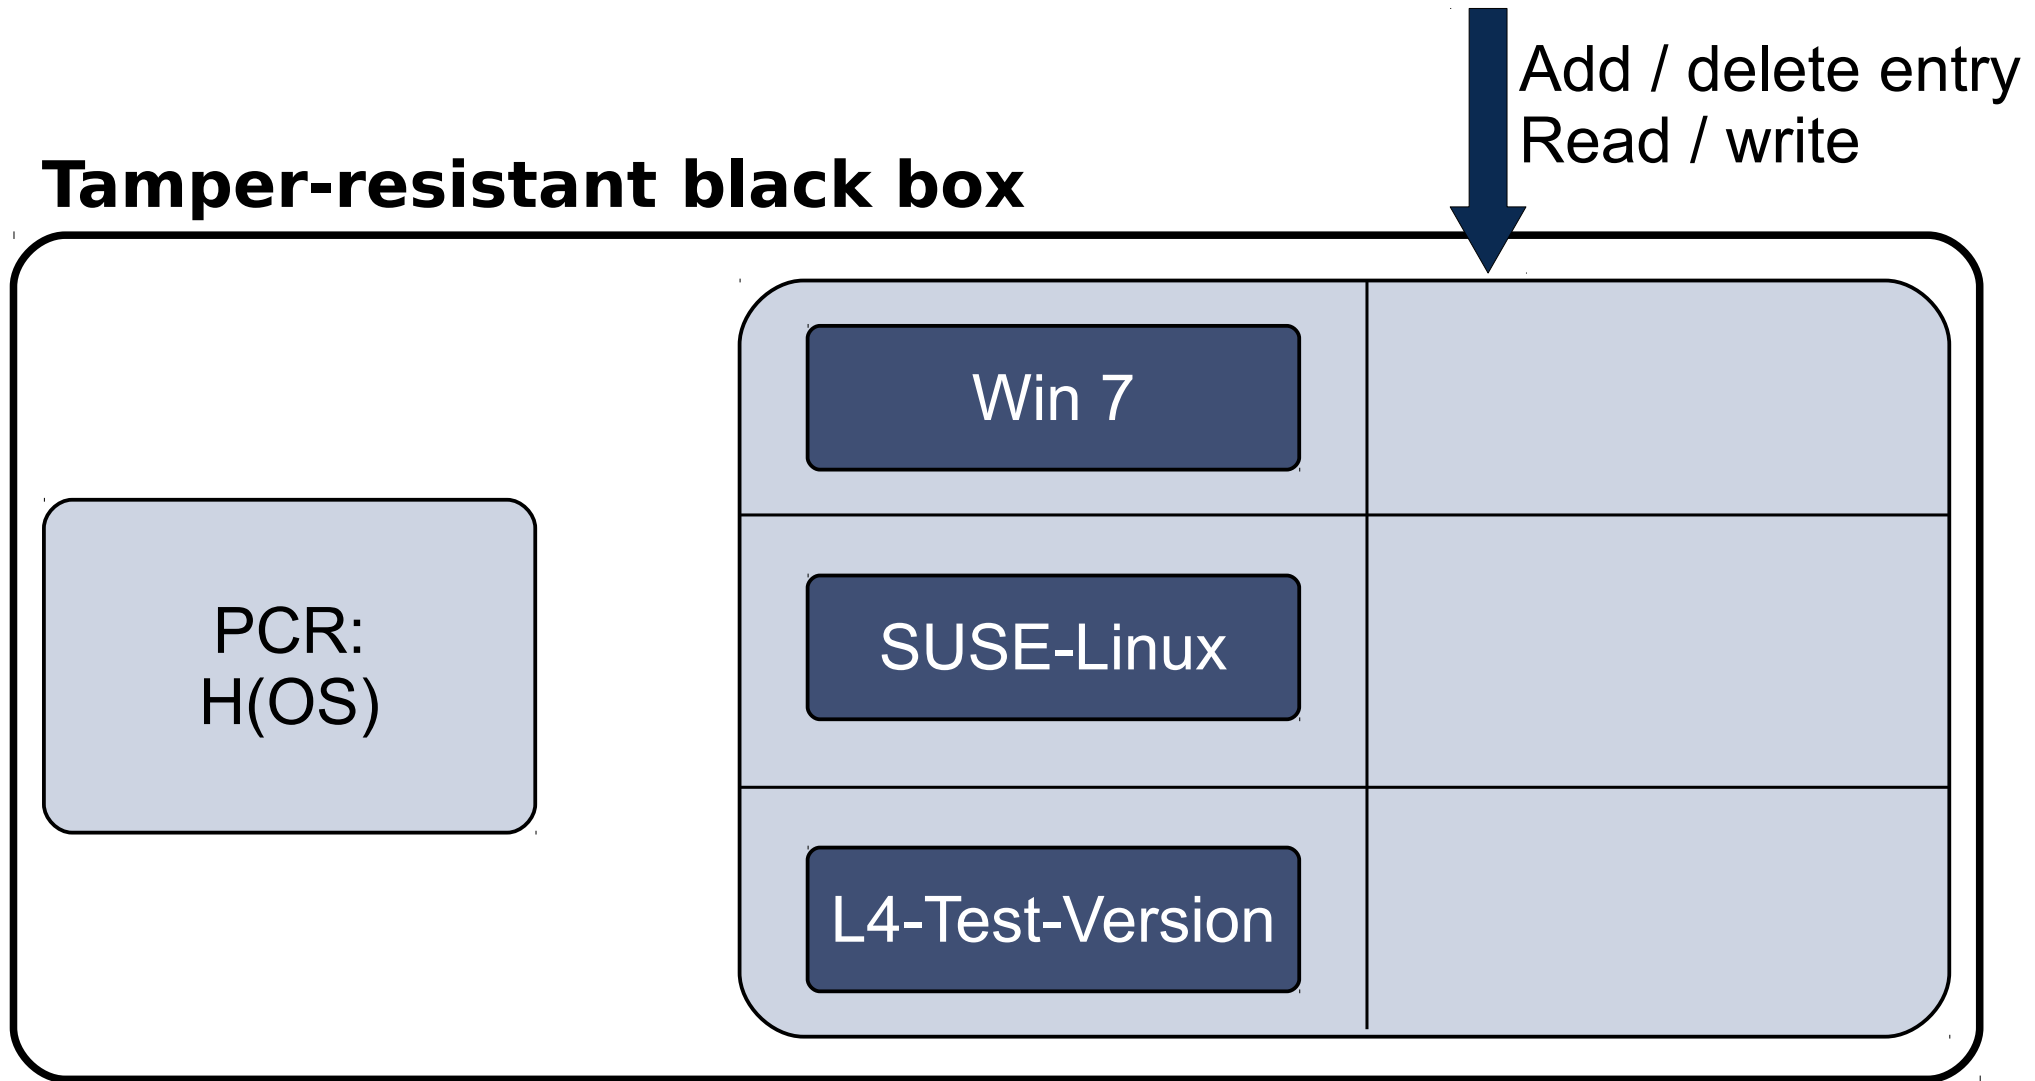 Add / delete entry
Read / write
Tamper-resistant black box
Win 7
PCR:
H(OS)
SUSE-Linux
L4-Test-Version